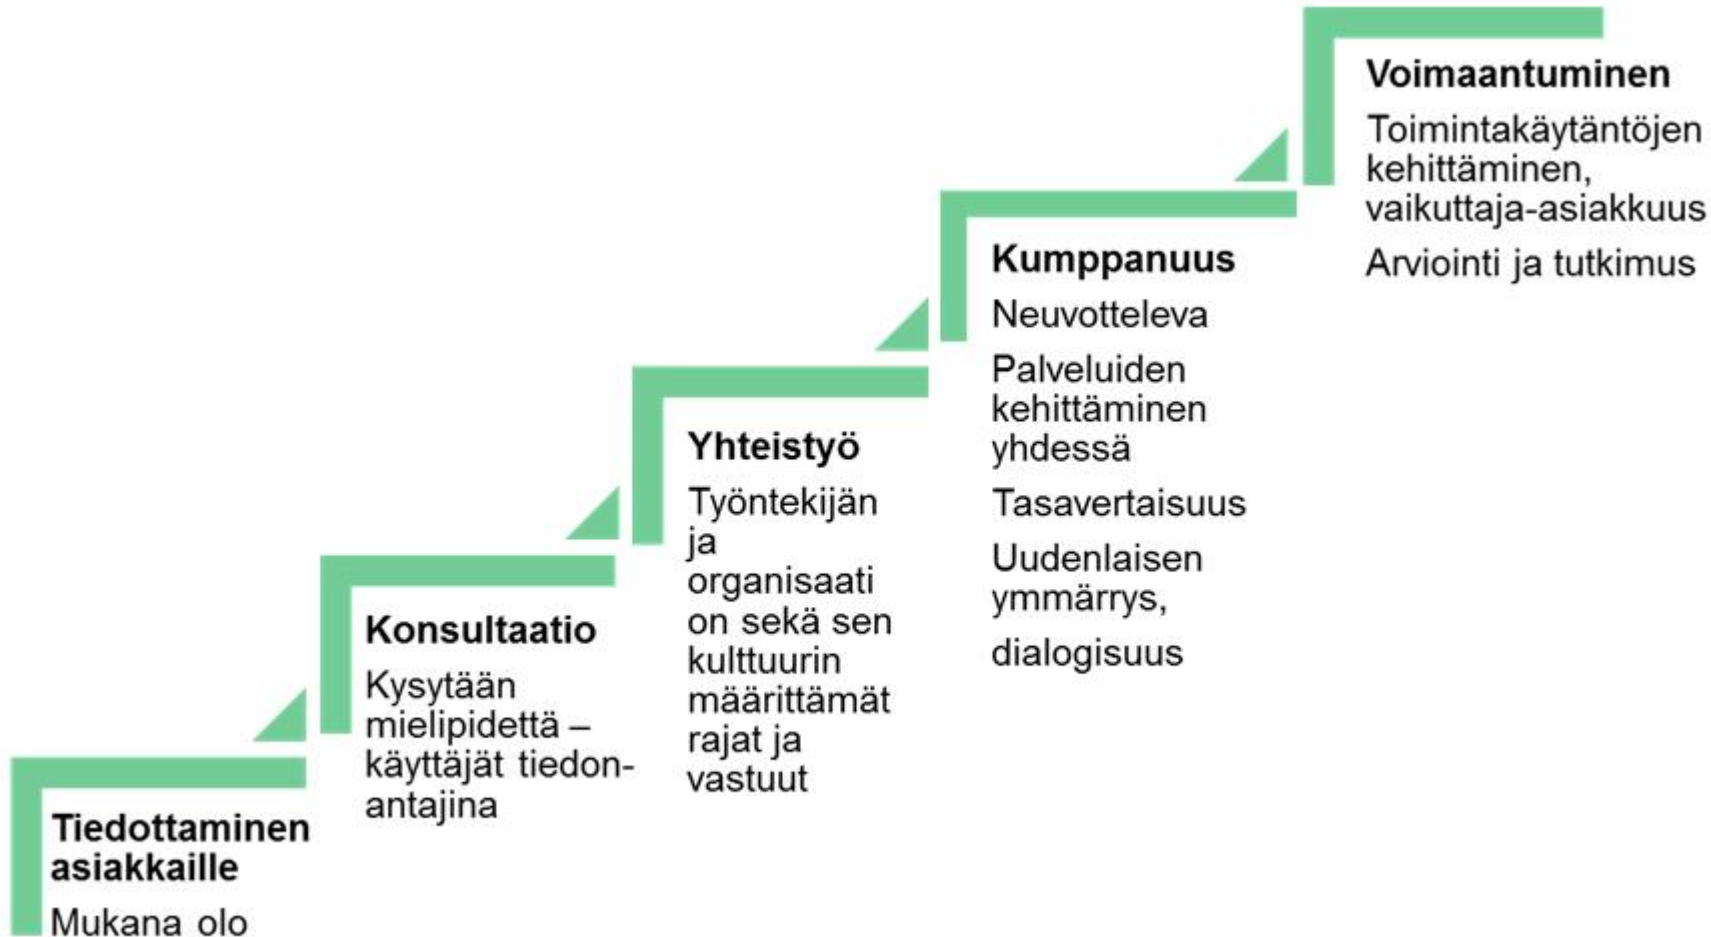 Voimaantuminen
Toimintakäytäntöjen
kehittäminen,
vaikuttaja-asiakkuus
Arviointi ja tutkimus
Kumppanuus
Neuvotteleva
Palveluiden
kehittäminen
yhdessä
Tasavertaisuus
Uudenlaisen
ymmärrys,
dialogisuus
Yhteistyö
Työntekijän
ja
organisaati
on sekä sen
kulttuurin
määrittämät
rajat ja
vastuut
Konsultaatio
Kysytään
mielipidettä –
käyttäjät tiedon-
antajina
Tiedottaminen
asiakkaille
Mukana olo